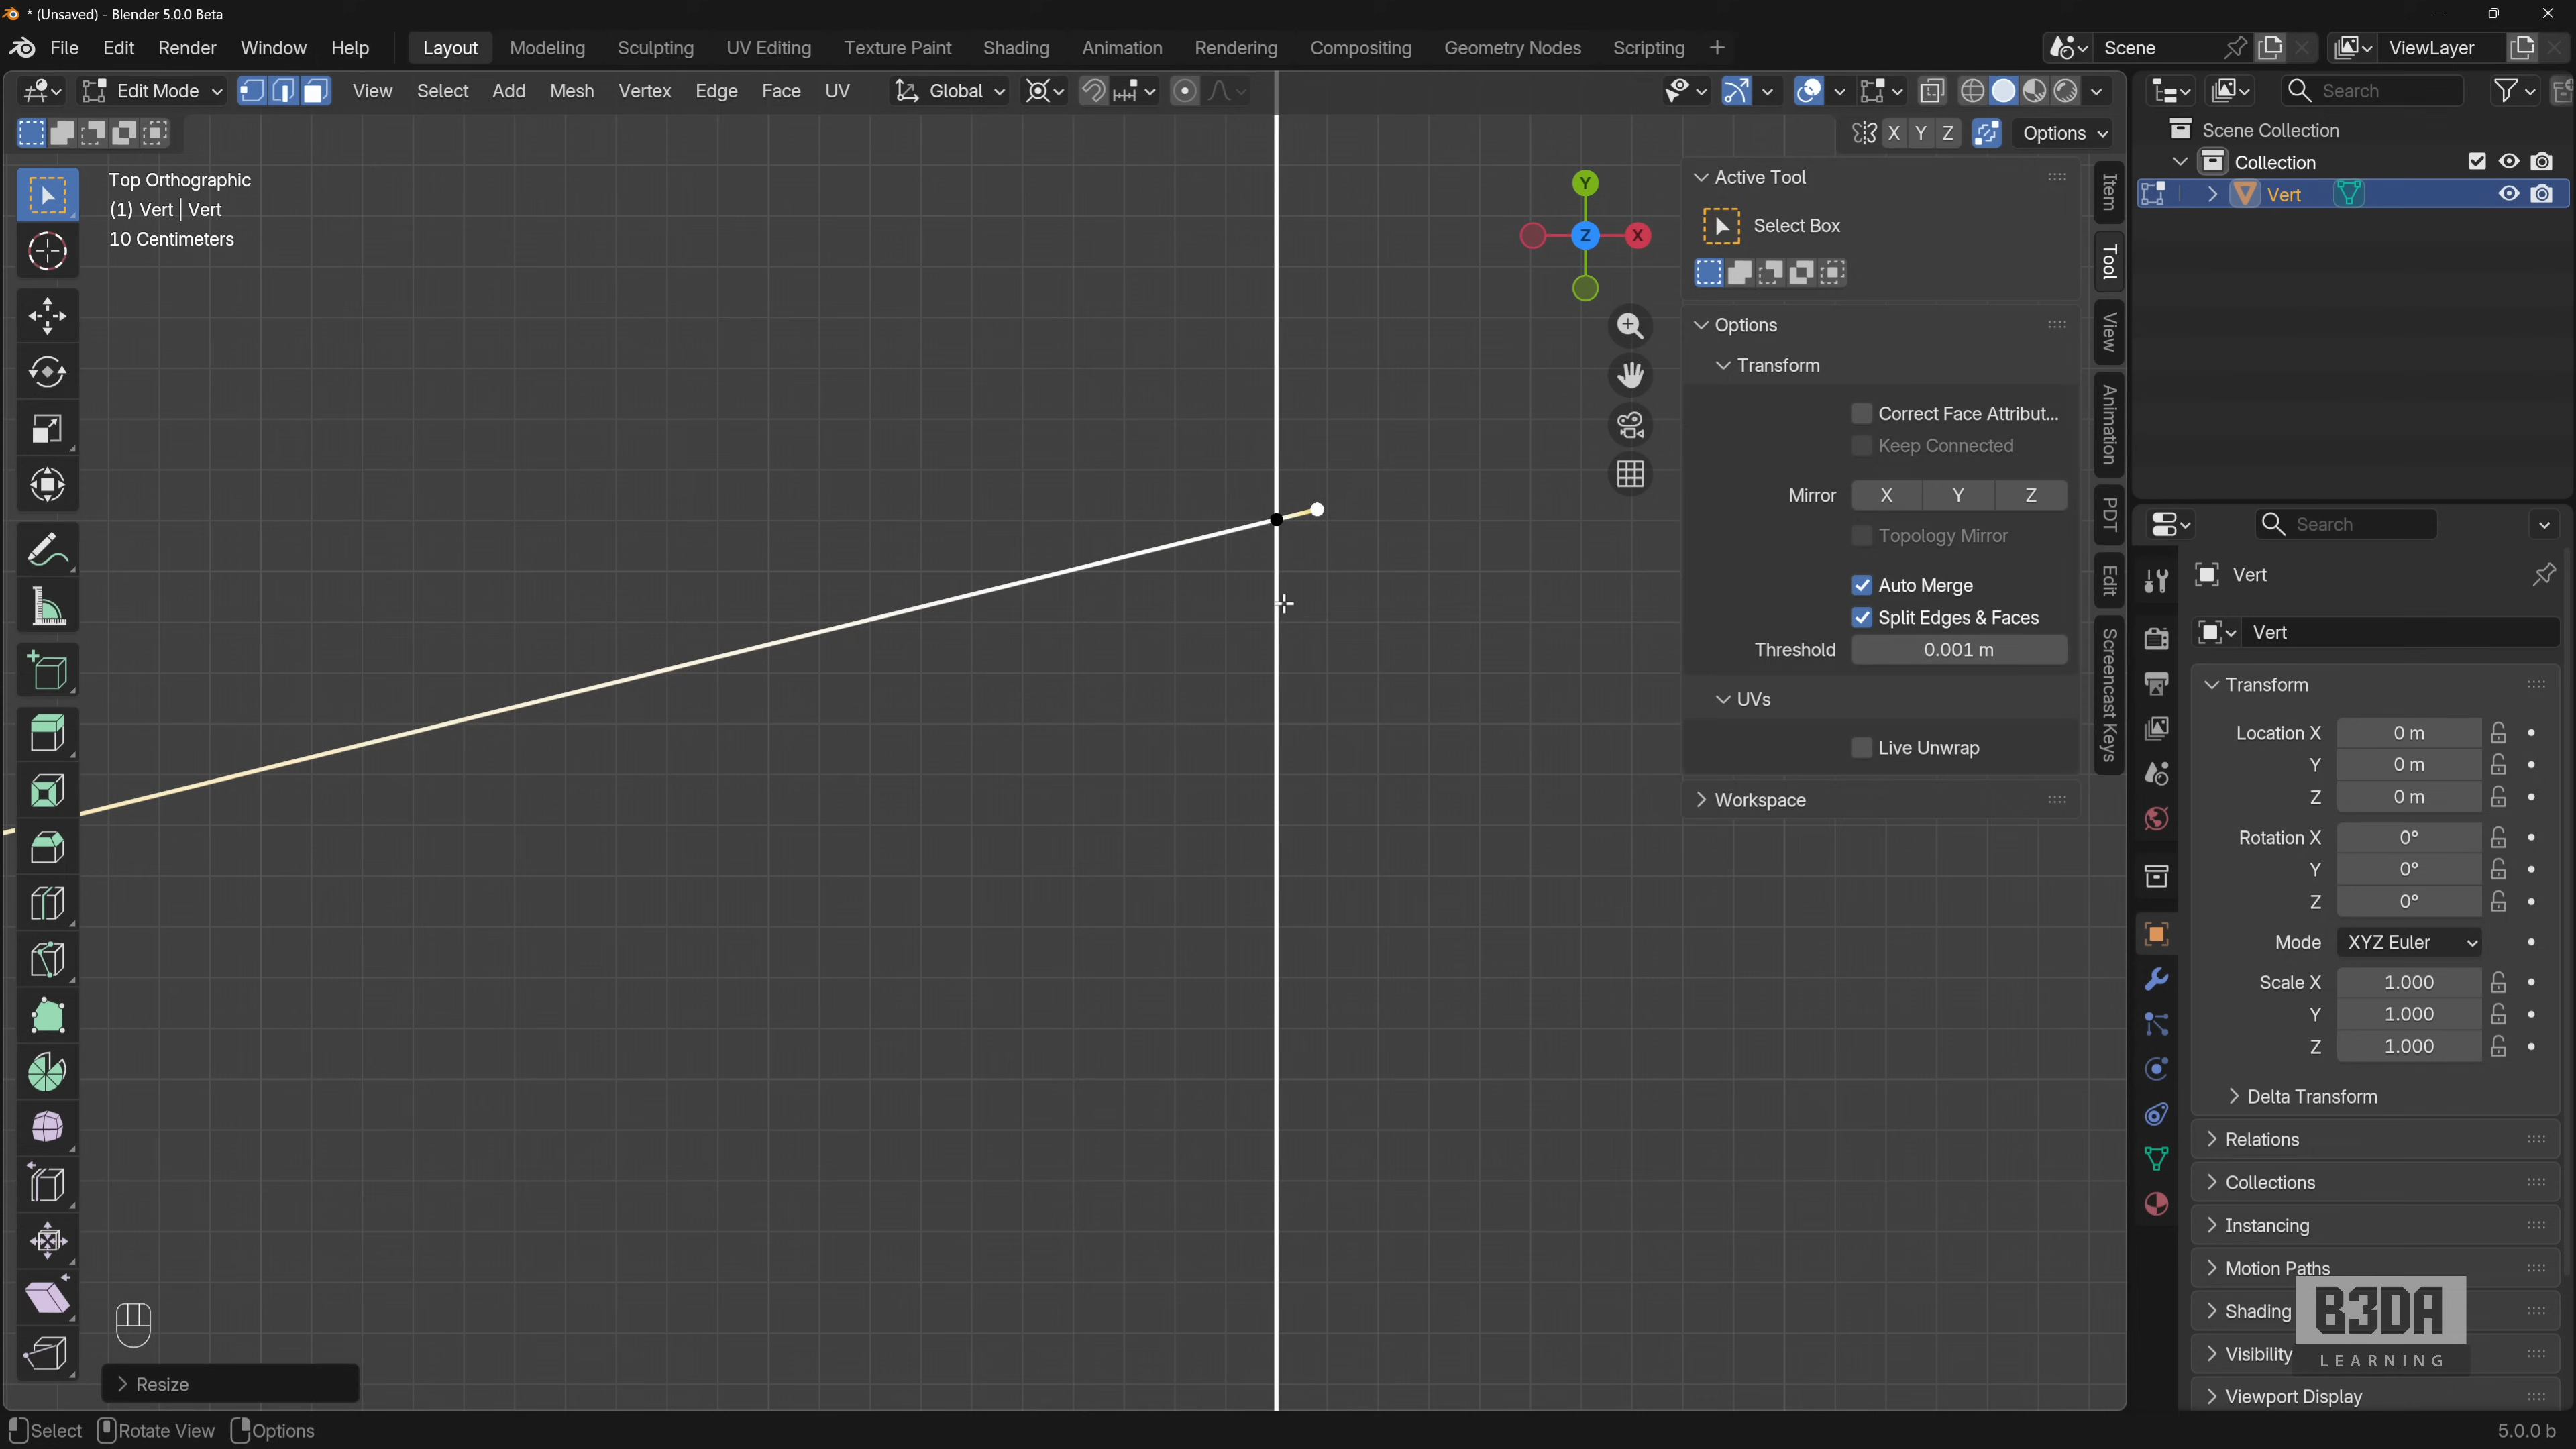 * (Unsaved) - Blender 5.0.0 Beta
File Edit Render Window Help
Layout Modeling Sculpting UV Editing Texture Paint Shading Animation Rendering Compositing Geometry Nodes Scripting +
Scene ViewLayer
Edit Mode View Select Add Mesh Vertex Edge Face UV Global
Search
X Y Z Options
Top Orthographic
(1) Vert | Vert
10 Centimeters
Y
Z
X
Active Tool
Select Box
Options
Transform
Correct Face Attribut...
Keep Connected
Mirror X Y Z
Topology Mirror
Auto Merge
Split Edges & Faces
Threshold 0.001 m
UVs
Live Unwrap
Workspace
Item
Tool
View
Animation
PDT
Edit
Screencast Keys
Scene Collection
Collection
Vert
Search
Vert
Vert
Transform
Location X 0 m
Y 0 m
Z 0 m
Rotation X 0°
Y 0°
Z 0°
Mode XYZ Euler
Scale X 1.000
Y 1.000
Z 1.000
Delta Transform
Relations
Collections
Instancing
Motion Paths
Shading
Visibility
Viewport Display
B3DA
LEARNING
Resize
Select Rotate View Options
5.0.0 b